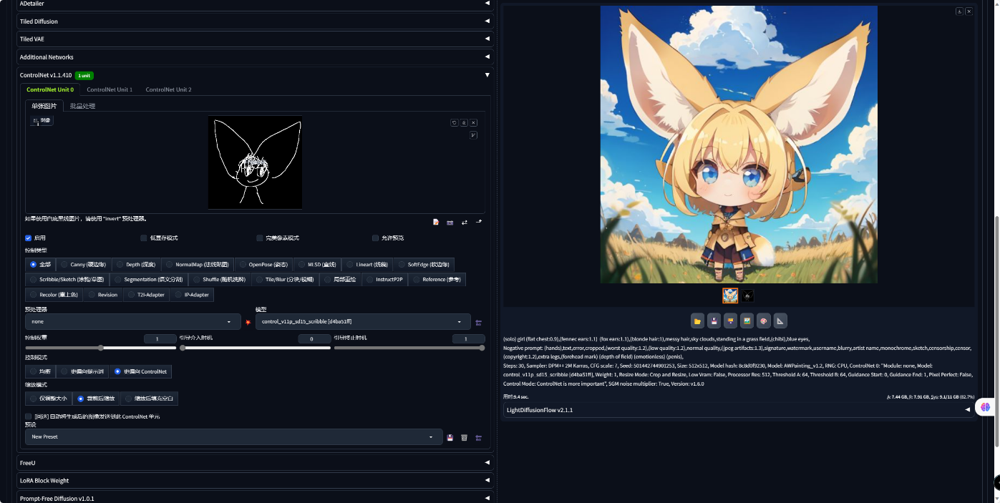 ADetailer
Tiled Diffusion
Tiled VAE
Additional Networks
ControlNet v1.1.410 1 unit
ControlNet Unit 0 ControlNet Unit 1 ControlNet Unit 2
单张图片 批量处理
图像
如果使用白底黑线图片，请使用 "invert" 预处理器。
启用 低显存模式 完美像素模式 允许预览
控制类型
全部 Canny (硬边缘) Depth (深度) NormalMap (法线贴图) OpenPose (姿态) MLSD (直线) Lineart (线稿) SoftEdge (软边缘)
Scribble/Sketch (涂鸦/草图) Segmentation (语义分割) Shuffle (随机洗牌) Tile/Blur (分块/模糊) 局部重绘 InstructP2P Reference (参考)
Recolor (重上色) Revision T2I-Adapter IP-Adapter
预处理器 模型
none control_v11p_sd15_scribble [d4ba51ff]
控制权重 1 引导介入时机 0 引导终止时机 1
控制模式
均衡 更偏向提示词 更偏向 ControlNet
缩放模式
仅调整大小 裁剪后缩放 缩放后填充空白
[回送] 自动将生成后的图像发送到此 ControlNet 单元
预设
New Preset
FreeU
LoRA Block Weight
Prompt-Free Diffusion v1.0.1
(solo) girl (flat chest:0.9),(fennec ears:1.1) (fox ears:1.1),(blonde hair:1),messy hair,sky clouds,standing in a grass field,(chibi),blue eyes,
Negative prompt: (hands),text,error,cropped,(worst quality:1.2),(low quality:1.2),normal quality,(jpeg artifacts:1.3),signature,watermark,username,blurry,artist name,monochrome,sketch,censorship,censor,
(copyright:1.2),extra legs,(forehead mark) (depth of field) (emotionless) (penis),
Steps: 30, Sampler: DPM++ 2M Karras, CFG scale: 7, Seed: 501442744901253, Size: 512x512, Model hash: 8c8d0f9230, Model: AWPainting_v1.2, RNG: CPU, ControlNet 0: "Module: none, Model:
control_v11p_sd15_scribble [d4ba51ff], Weight: 1, Resize Mode: Crop and Resize, Low Vram: False, Processor Res: 512, Threshold A: 64, Threshold B: 64, Guidance Start: 0, Guidance End: 1, Pixel Perfect: False,
Control Mode: ControlNet is more important", SGM noise multiplier: True, Version: v1.6.0
用时:9.4 sec. A: 7.44 GB, R: 7.91 GB, Sys: 9.1/11 GB (82.7%)
LightDiffusionFlow v2.1.1